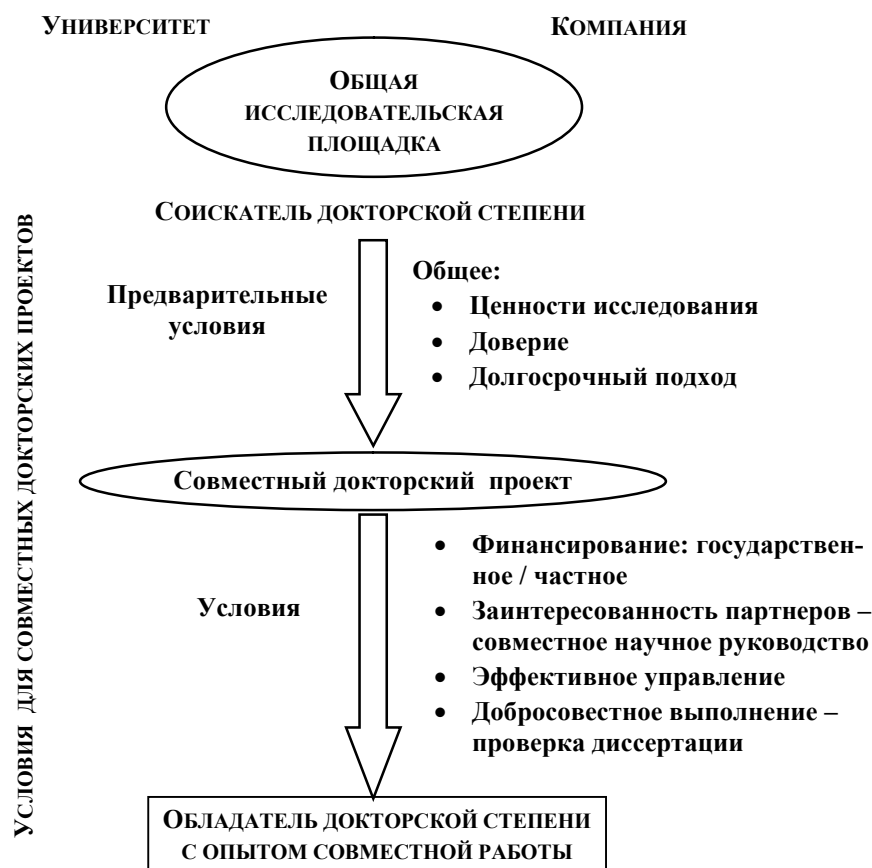 УНИВЕРСИТЕТ
КОМПАНИЯ
ОБЩАЯ
ИССЛЕДОВАТЕЛЬСКАЯ
ПЛОЩАДКА
СОИСКАТЕЛЬ ДОКТОРСКОЙ СТЕПЕНИ
УСЛОВИЯ ДЛЯ СОВМЕСТНЫХ ДОКТОРСКИХ ПРОЕКТОВ
Предварительные
условия
Общее:
• Ценности исследования
• Доверие
• Долгосрочный подход
Совместный докторский проект
Условия
• Финансирование: государствен-
ное / частное
• Заинтересованность партнеров –
совместное научное руководство
• Эффективное управление
• Добросовестное выполнение –
проверка диссертации
ОБЛАДАТЕЛЬ ДОКТОРСКОЙ СТЕПЕНИ
С ОПЫТОМ СОВМЕСТНОЙ РАБОТЫ